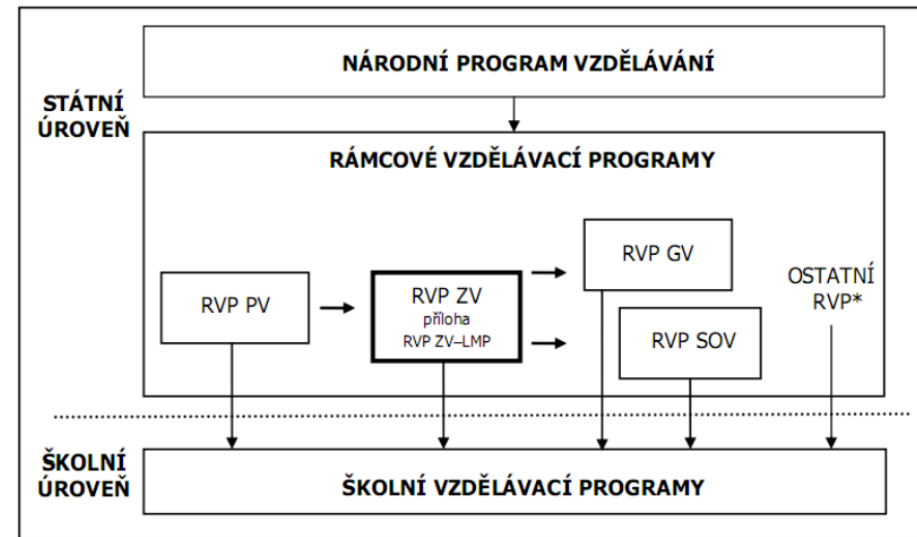 NÁRODNÍ PROGRAM VZDĚLÁVÁNÍ
STÁTNÍ
ÚROVEŇ
RÁMCOVÉ VZDĚLÁVACÍ PROGRAMY
RVP PV
RVP ZV
příloha
RVP ZV–LMP
RVP GV
RVP SOV
OSTATNÍ
RVP*
ŠKOLNÍ
ÚROVEŇ
ŠKOLNÍ VZDĚLÁVACÍ PROGRAMY